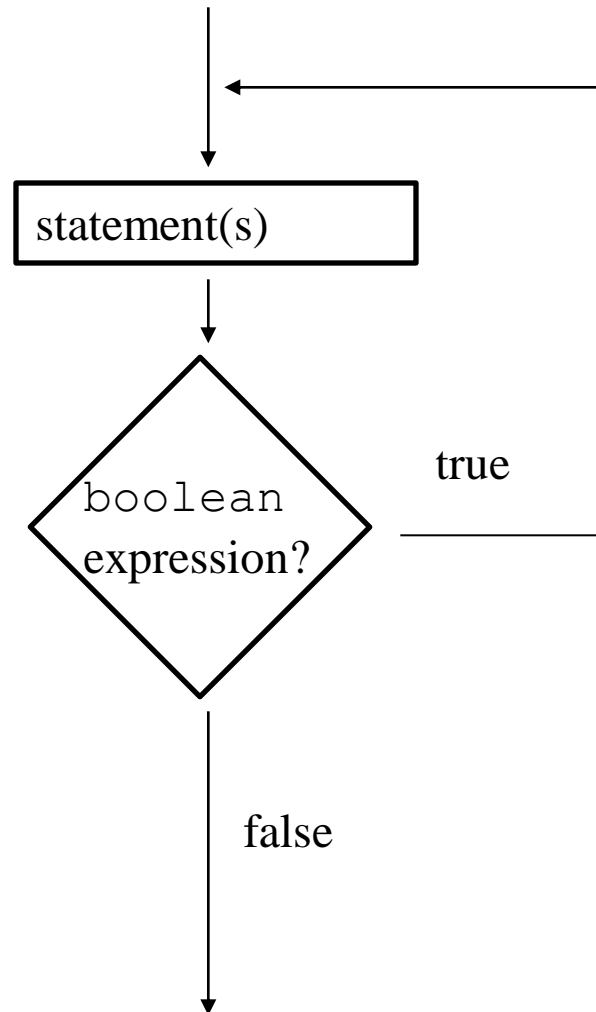 statement(s)
true
boolean
expression?
false